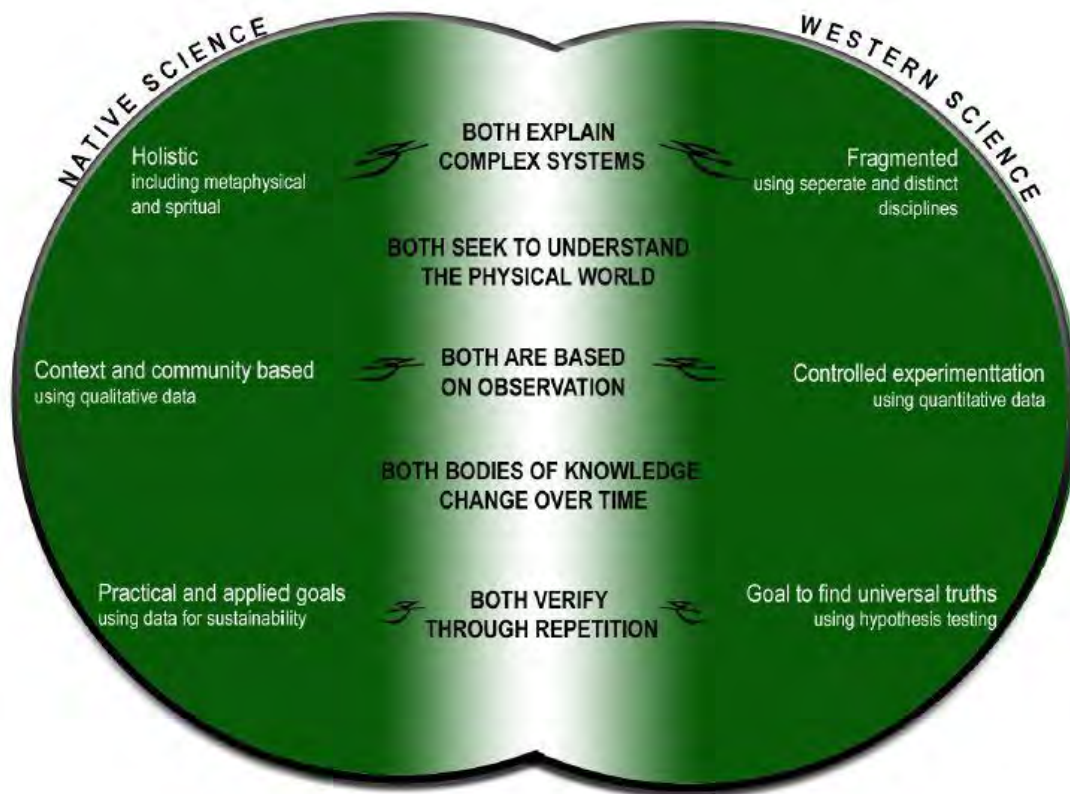 NATIVE SCIENCE
WESTERN SCIENCE
Holistic
including metaphysical
and spritual
BOTH EXPLAIN
COMPLEX SYSTEMS
Fragmented
using seperate and distinct
disciplines
BOTH SEEK TO UNDERSTAND
THE PHYSICAL WORLD
Context and community based
using qualitative data
BOTH ARE BASED
ON OBSERVATION
Controlled experimenttation
using quantitative data
BOTH BODIES OF KNOWLEDGE
CHANGE OVER TIME
Practical and applied goals
using data for sustainability
BOTH VERIFY
THROUGH REPETITION
Goal to find universal truths
using hypothesis testing